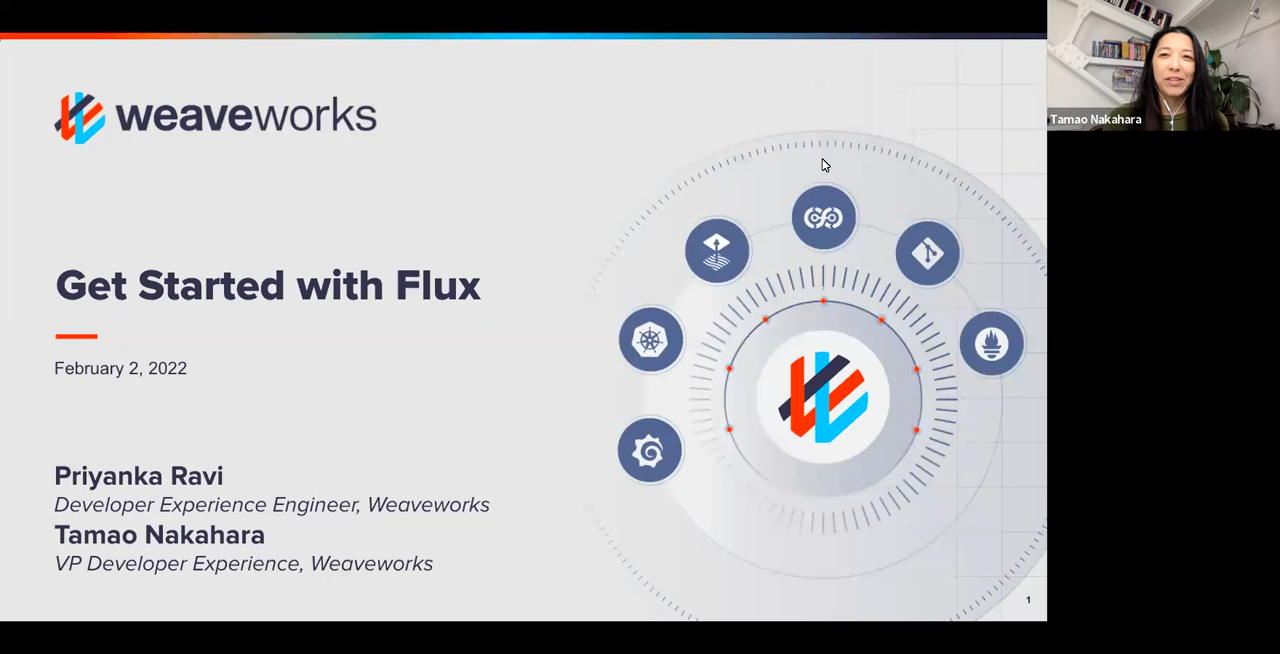 weaveworks
Get Started with Flux
February 2, 2022
Priyanka Ravi
Developer Experience Engineer, Weaveworks
Tamao Nakahara
VP Developer Experience, Weaveworks
1
Tamao Nakahara